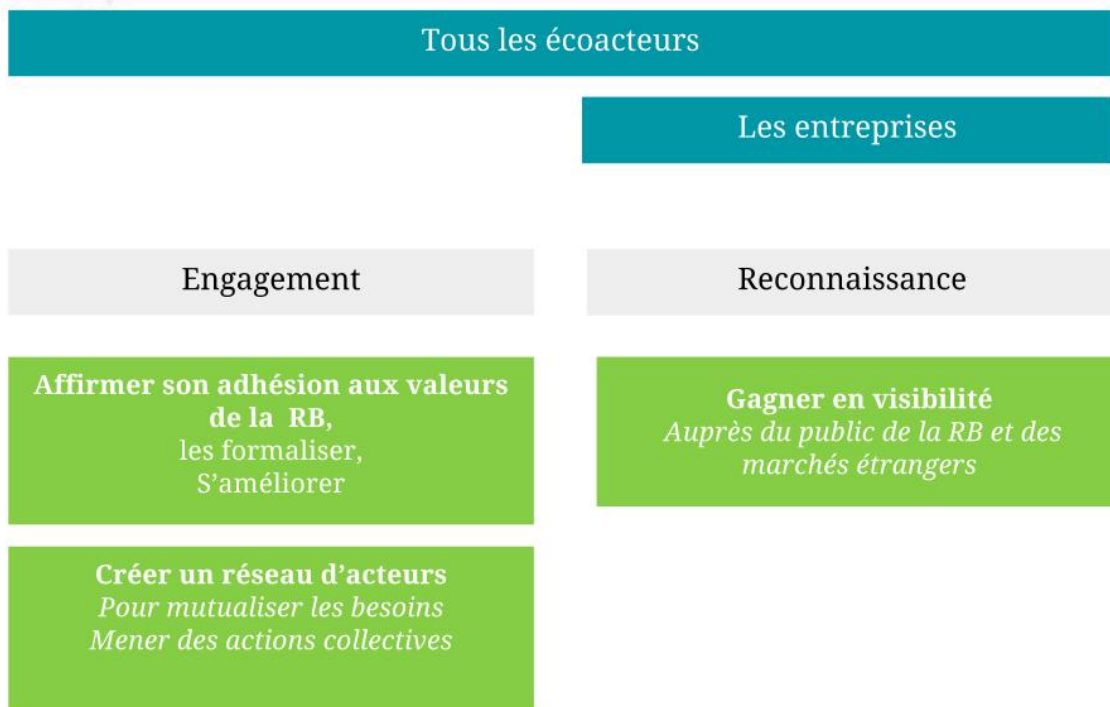 Tous les écoacteurs
Les entreprises
Engagement
Reconnaissance
Affirmer son adhésion aux valeurs
de la RB,
les formaliser,
S'améliorer
Gagner en visibilité
Auprès du public de la RB et des
marchés étrangers
Créer un réseau d'acteurs
Pour mutualiser les besoins
Mener des actions collectives